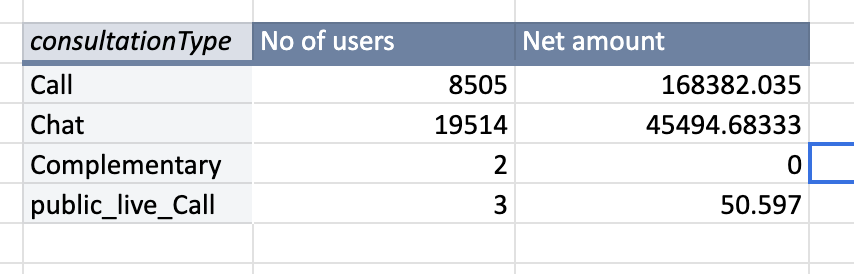 consultationType No of users Net amount
Call 8505 168382.035
Chat 19514 45494.68333
Complementary 2 0
public_live_Call 3 50.597